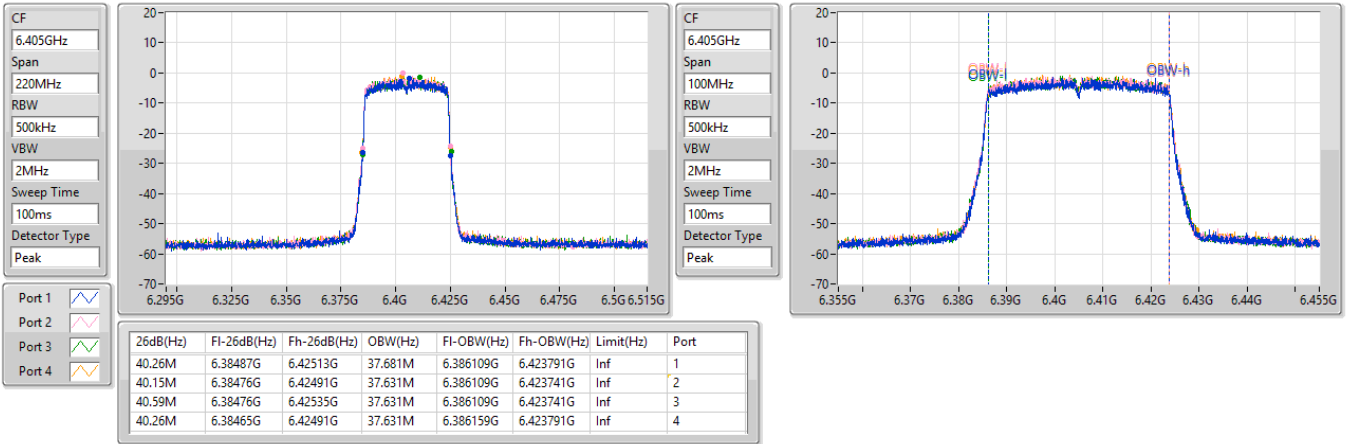 CF
6.405GHz
Span
220MHz
RBW
500kHz
VBW
2MHz
Sweep Time
100ms
Detector Type
Peak
20
10
0
-10
-20
-30
-40
-50
-60
-70
6.295G 6.325G 6.35G 6.375G 6.4G 6.425G 6.45G 6.475G 6.5G 6.515G
CF
6.405GHz
Span
100MHz
RBW
500kHz
VBW
2MHz
Sweep Time
100ms
Detector Type
Peak
20
10
0
-10
-20
-30
-40
-50
-60
-70
OBW-l
OBW-h
6.355G 6.37G 6.38G 6.39G 6.4G 6.41G 6.42G 6.43G 6.44G 6.455G
Port 1
Port 2
Port 3
Port 4
26dB(Hz) Fl-26dB(Hz) Fh-26dB(Hz) OBW(Hz) Fl-OBW(Hz) Fh-OBW(Hz) Limit(Hz) Port
40.26M 6.38487G 6.42513G 37.681M 6.386109G 6.423791G Inf 1
40.15M 6.38476G 6.42491G 37.631M 6.386109G 6.423741G Inf 2
40.59M 6.38476G 6.42535G 37.631M 6.386109G 6.423741G Inf 3
40.26M 6.38465G 6.42491G 37.631M 6.386159G 6.423791G Inf 4